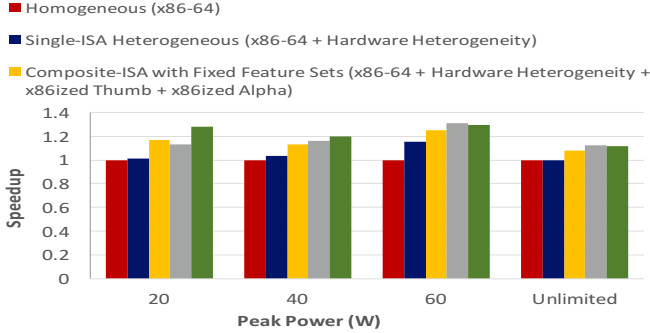 Homogeneous (x86-64)
Single-ISA Heterogeneous (x86-64 + Hardware Heterogeneity)
Composite-ISA with Fixed Feature Sets (x86-64 + Hardware Heterogeneity +
x86ized Thumb + x86ized Alpha)
1.4
1.2
1
0.8
0.6
0.4
0.2
0
Speedup
20 40 60 Unlimited
Peak Power (W)